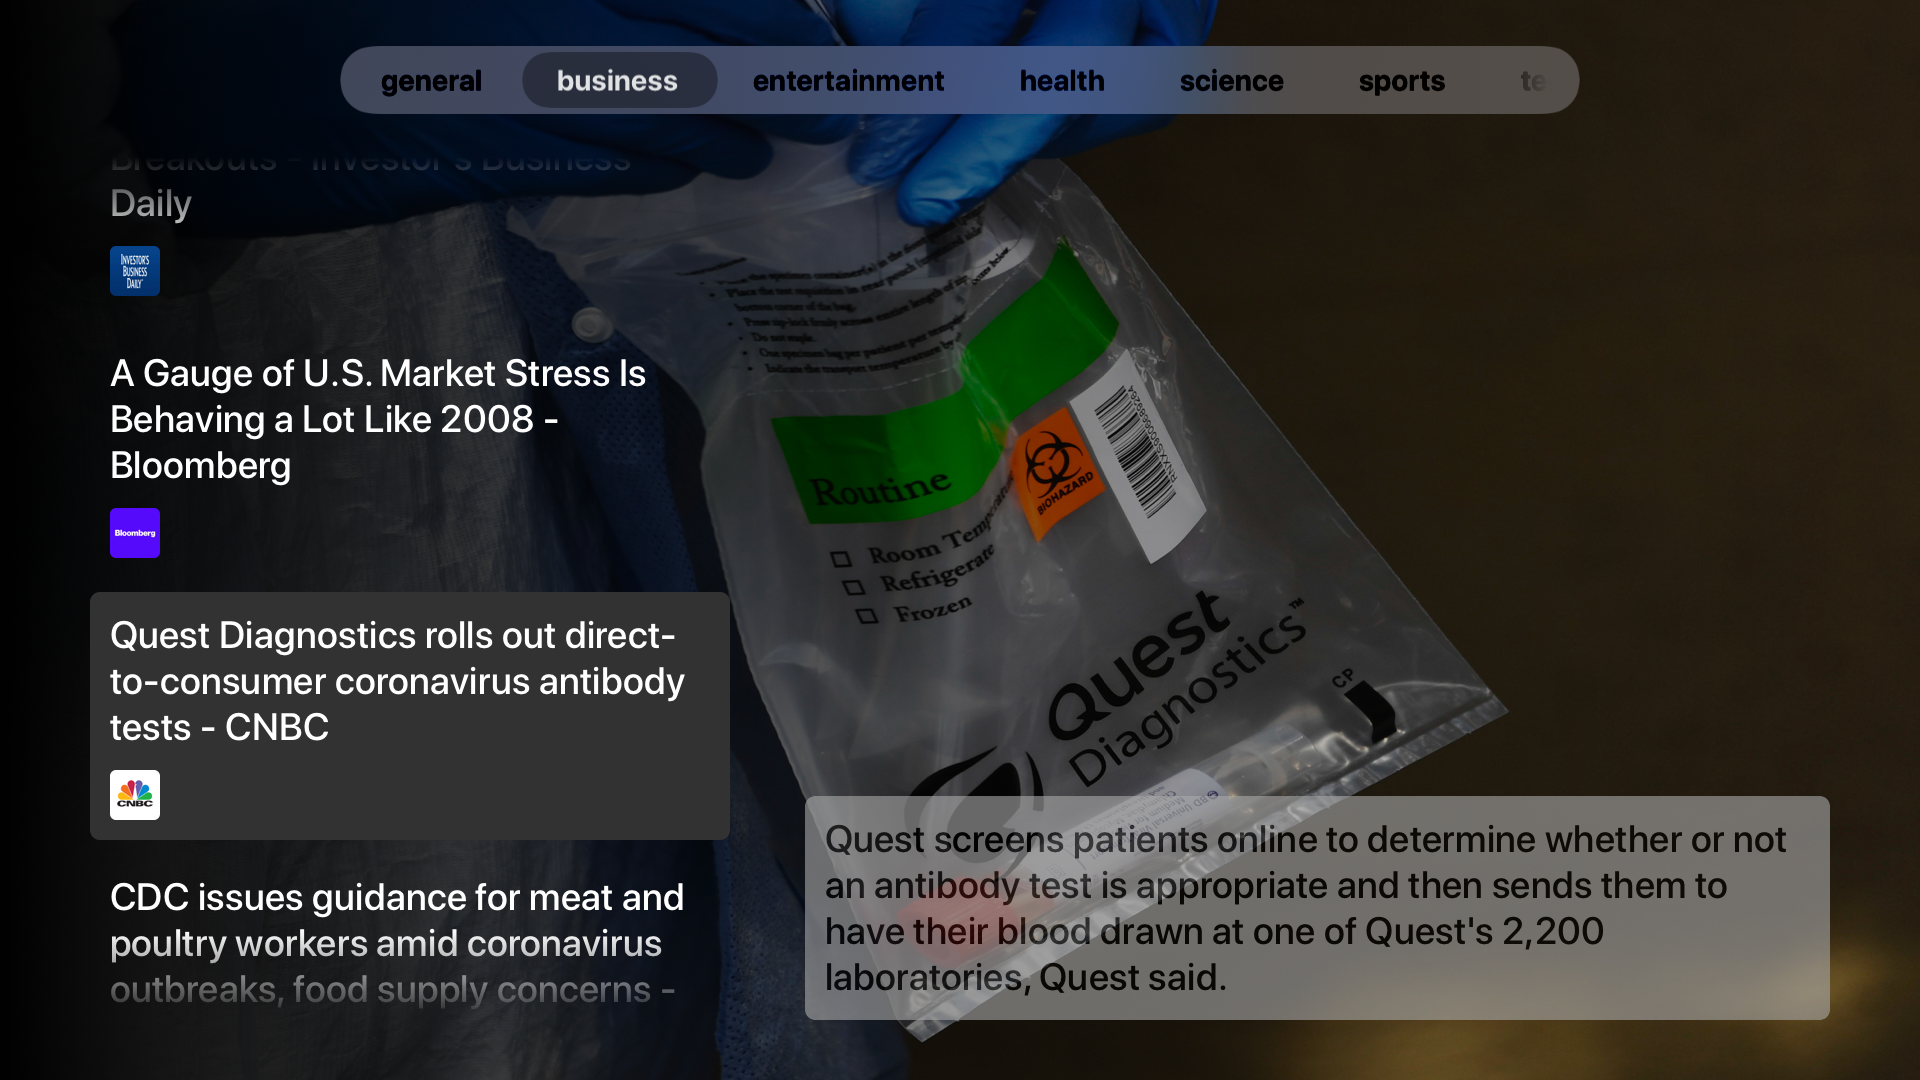 general business entertainment health science sports te
Breakouts - Investor's Business
Daily
INVESTOR'S
BUSINESS
DAILY
A Gauge of U.S. Market Stress Is
Behaving a Lot Like 2008 -
Bloomberg
Bloomberg
Quest Diagnostics rolls out direct-
to-consumer coronavirus antibody
tests - CNBC
CNBC
CDC issues guidance for meat and
poultry workers amid coronavirus
outbreaks, food supply concerns -
Do not staple.
Routine
BIOHAZARD
Room
Refrigerate
Frozen
Quest
Diagnostics™
CP
Quest screens patients online to determine whether or not
an antibody test is appropriate and then sends them to
have their blood drawn at one of Quest's 2,200
laboratories, Quest said.